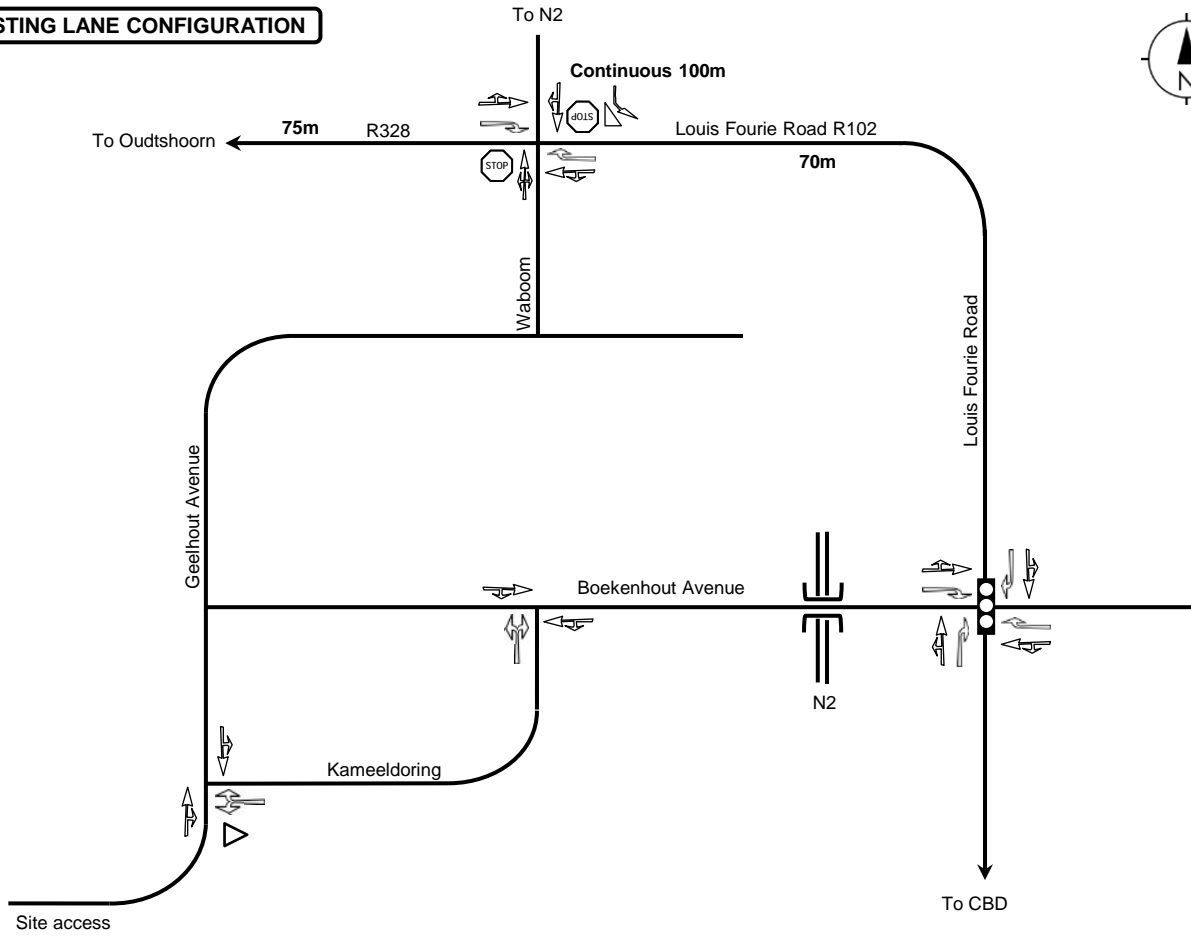 STING LANE CONFIGURATION
To N2
N
Continuous 100m
STOP
To Oudtshoorn
75m
R328
Louis Fourie Road R102
70m
STOP
Waboom
Louis Fourie Road
Geelhout Avenue
Boekenhout Avenue
N2
Kameeldoring
Site access
To CBD